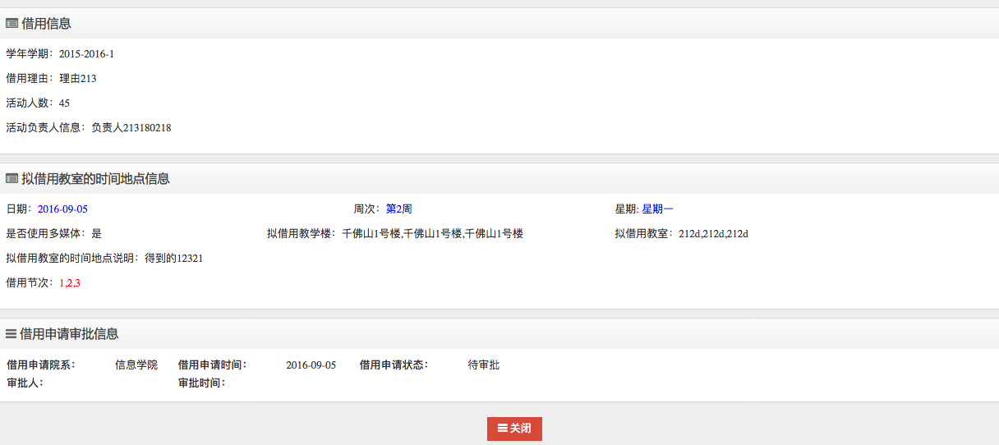 借用信息
学年学期：2015-2016-1
借用理由：理由213
活动人数：45
活动负责人信息：负责人213180218
拟借用教室的时间地点信息
日期：2016-09-05 周次：第2周 星期: 星期一
是否使用多媒体：是 拟借用教学楼：千佛山1号楼,千佛山1号楼,千佛山1号楼 拟借用教室：212d,212d,212d
拟借用教室的时间地点说明：得到的12321
借用节次：1,2,3
借用申请审批信息
借用申请院系： 信息学院 借用申请时间： 2016-09-05 借用申请状态： 待审批
审批人： 审批时间：
关闭